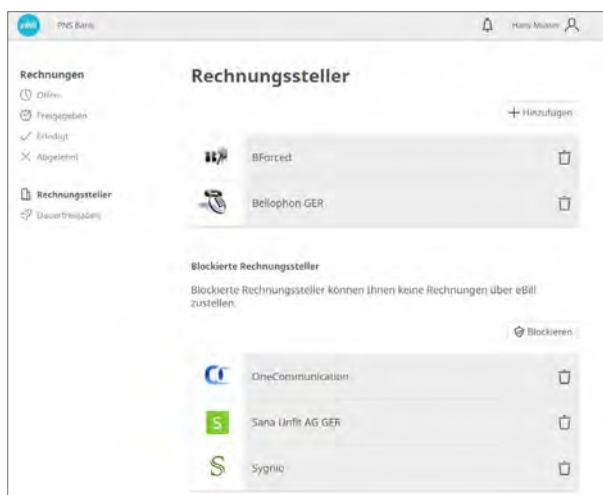 eBill
PNS Bank
Hans Muster
Rechnungen
Offen
Freigegeben
Erledigt
Abgelehnt
Rechnungssteller
Dauerfreigaben
Rechnungssteller
Hinzufügen
BForced
Bellophon GER
Blockierte Rechnungssteller
Blockierte Rechnungssteller können Ihnen keine Rechnungen über eBill
zustellen.
Blockieren
OneCommunication
S
Sana Unfit AG GER
S
Sygnio